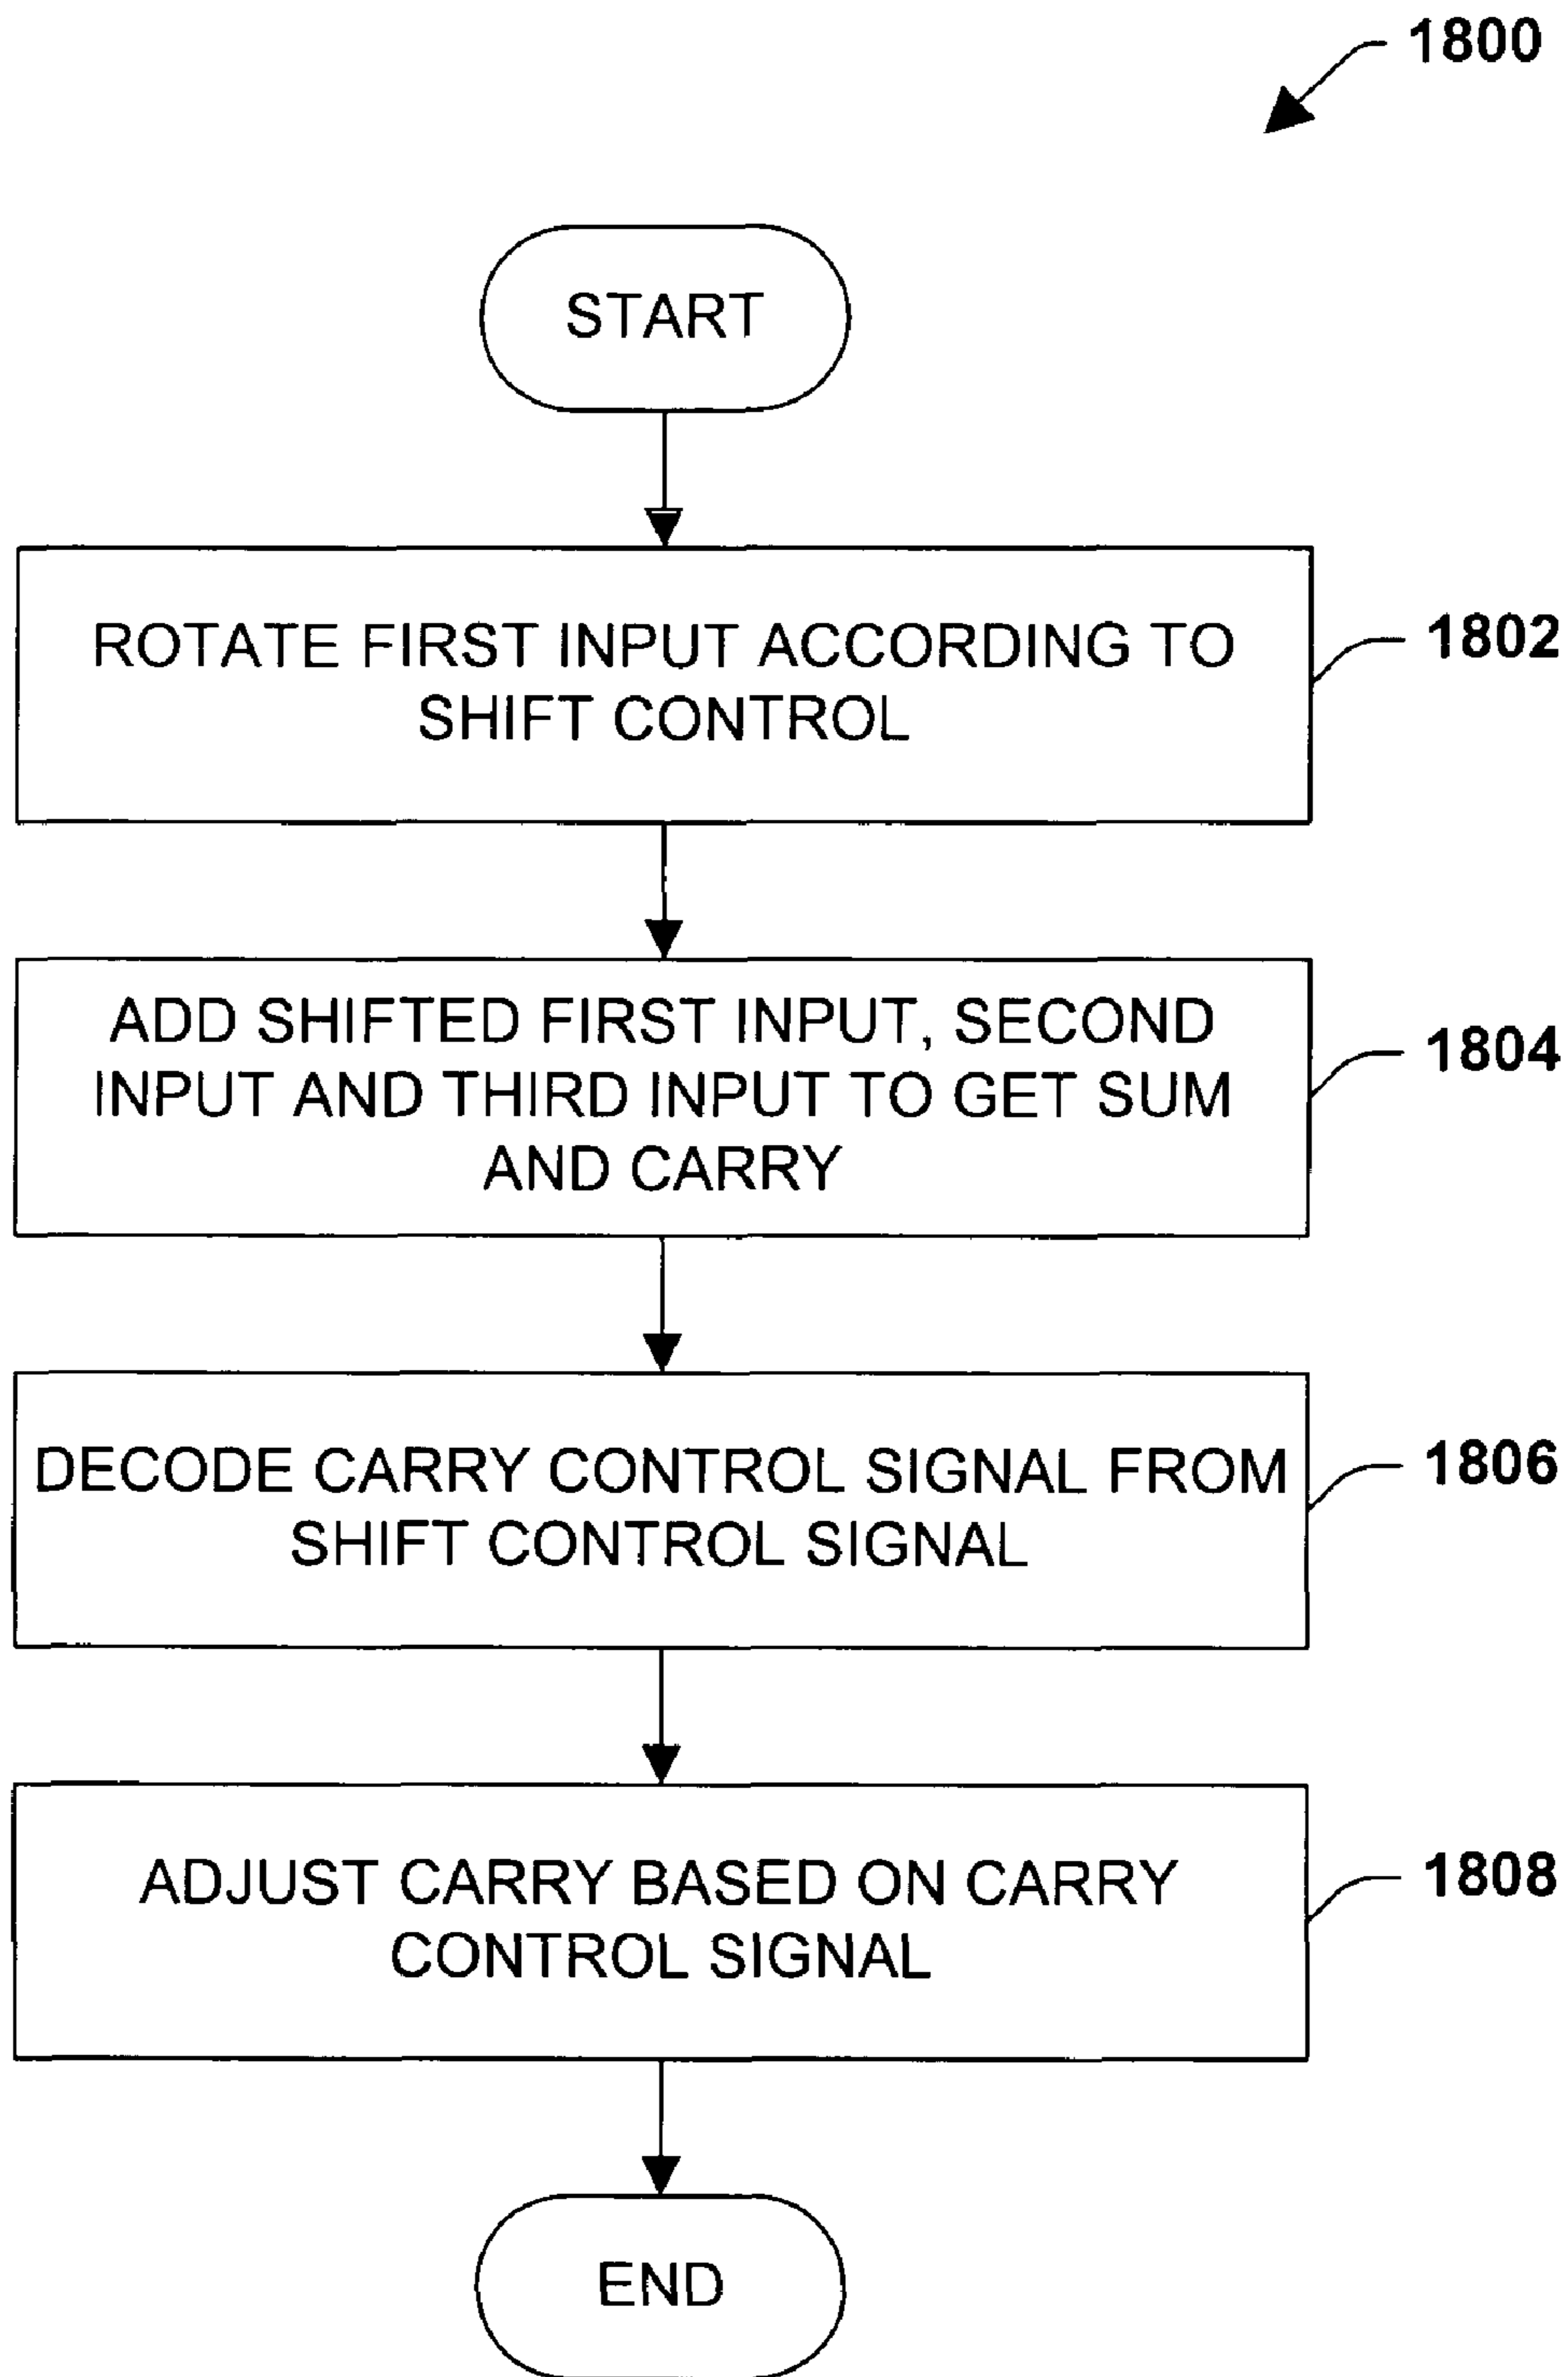 1800
START
ROTATE FIRST INPUT ACCORDING TO
SHIFT CONTROL
1802
ADD SHIFTED FIRST INPUT, SECOND
INPUT AND THIRD INPUT TO GET SUM
AND CARRY
1804
DECODE CARRY CONTROL SIGNAL FROM
SHIFT CONTROL SIGNAL
1806
ADJUST CARRY BASED ON CARRY
CONTROL SIGNAL
1808
END